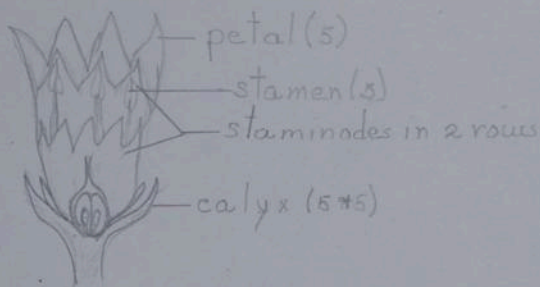 petal (5)
stamen (5)
staminodes in 2 rows
calyx (5+5)